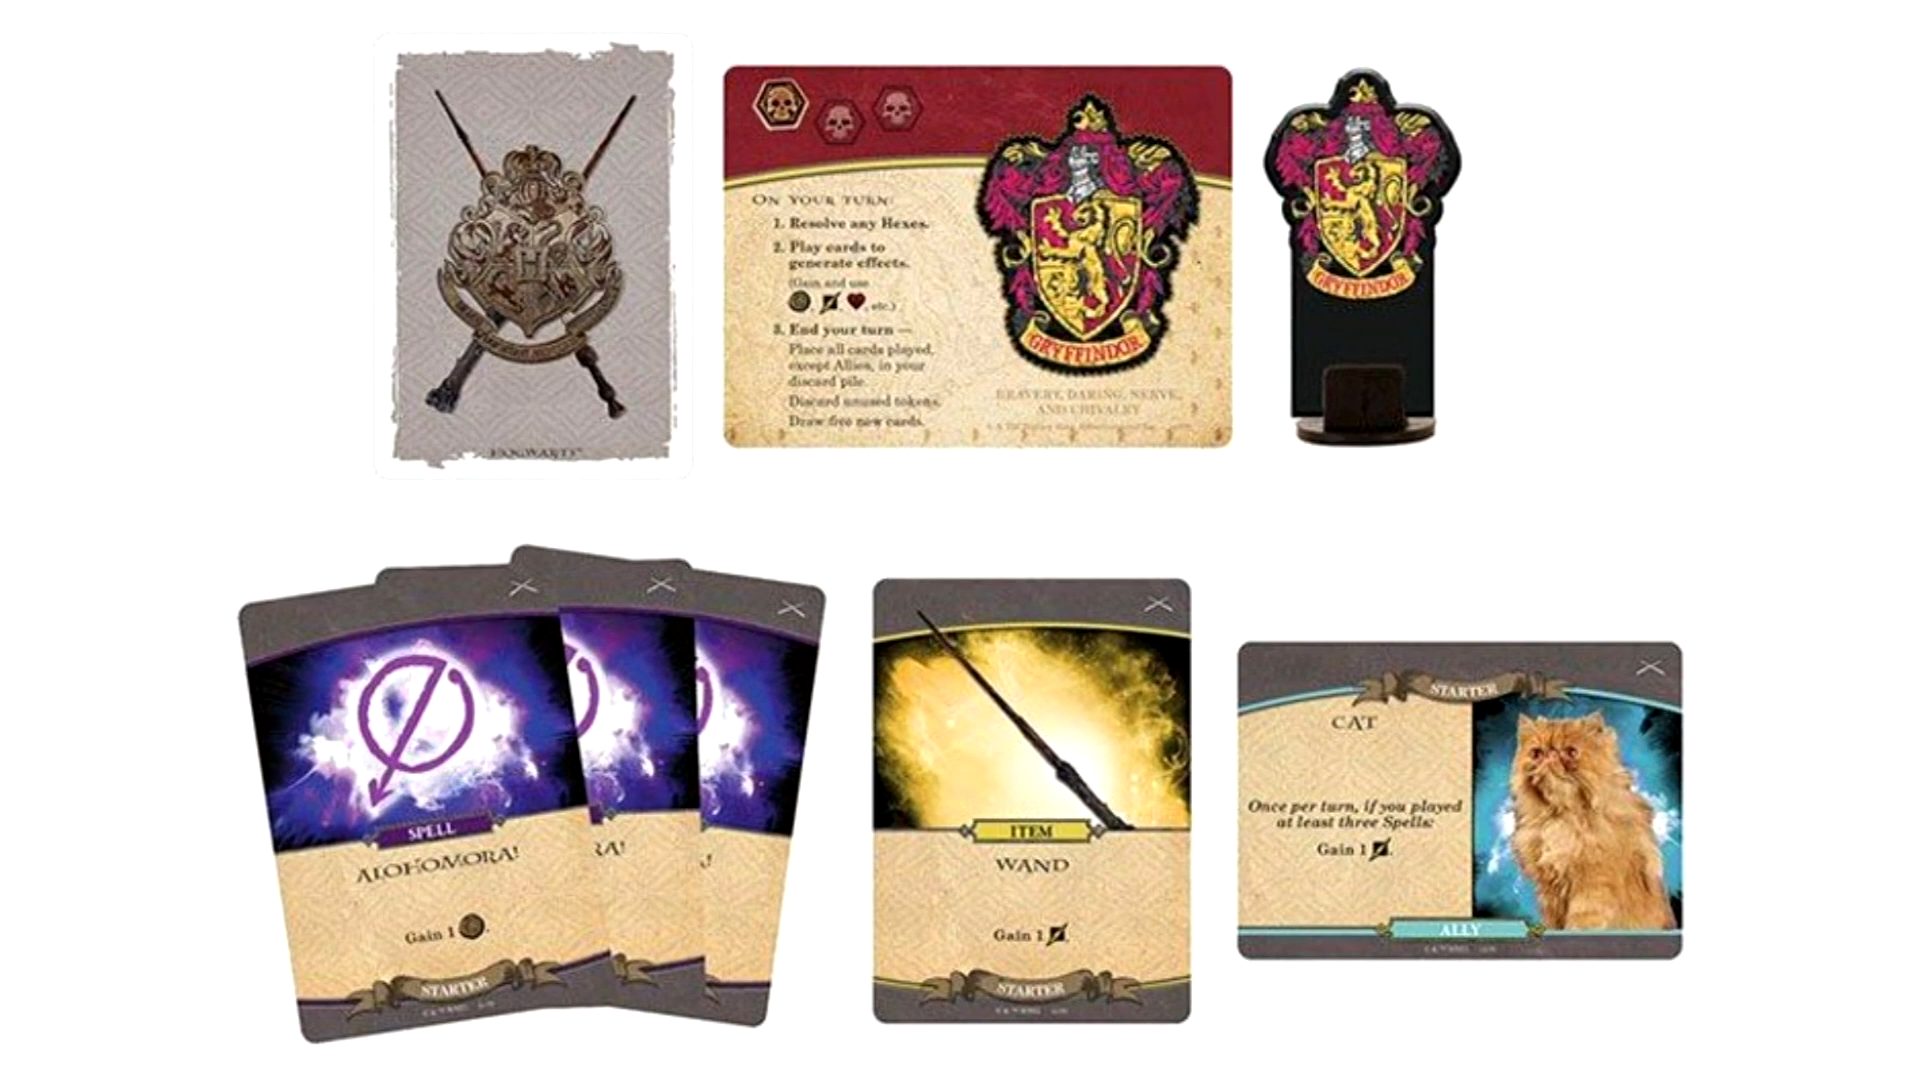 HOGWARTS
ON YOUR TURN:
1. Resolve any Hexes.
2. Play cards to
generate effects.
(Gain and use
, etc.)
3. End your turn —
Place all cards played,
except Allies, in your
discard pile.
Discard unused tokens.
Draw five new cards.
GRYFFINDOR
BRAVERY, DARING, NERVE,
AND CHIVALRY
GRYFFINDOR
SPELL
ALOHOMORA!
Gain 1 .
STARTER
RA!
A!
ITEM
WAND
Gain 1 .
STARTER
STARTER
CAT
Once per turn, if you played
at least three Spells:
Gain 1 .
ALLY